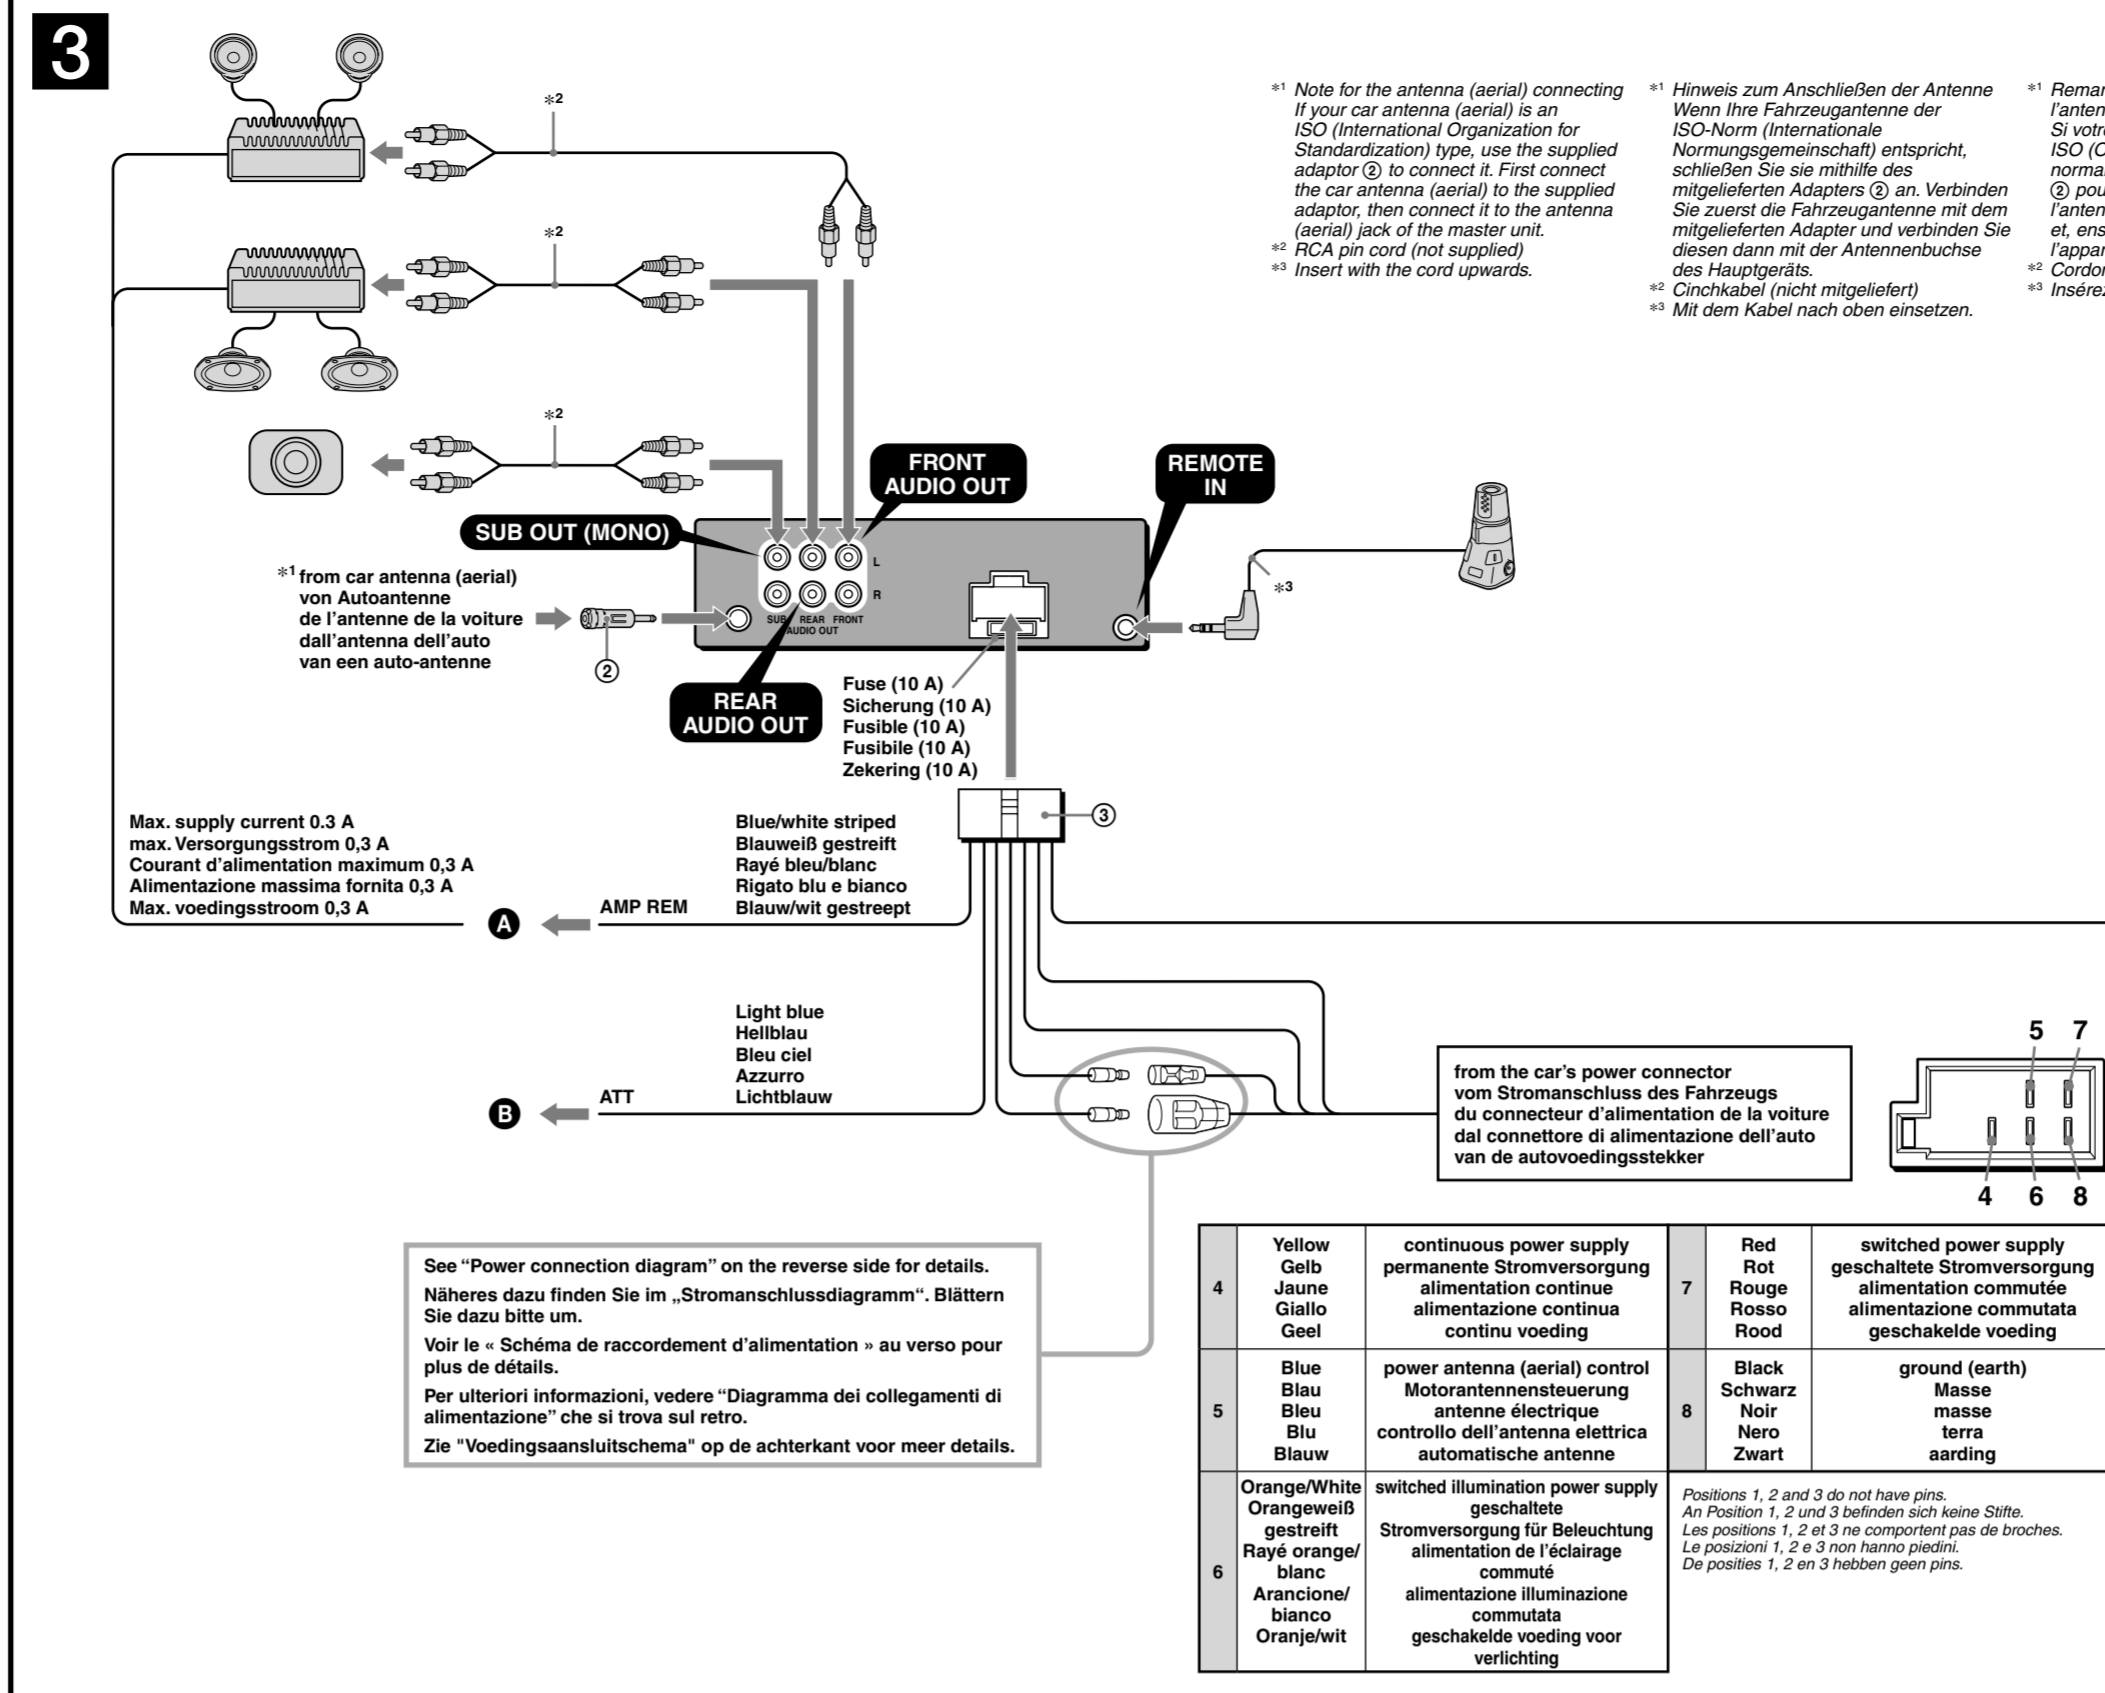 3
*2
*2
*2
*1 Note for the antenna (aerial) connecting
If your car antenna (aerial) is an
ISO (International Organization for
Standardization) type, use the supplied
adaptor ② to connect it. First connect
the car antenna (aerial) to the supplied
adaptor, then connect it to the antenna
(aerial) jack of the master unit.
*2 RCA pin cord (not supplied)
*3 Insert with the cord upwards.
*1 Hinweis zum Anschließen der Antenne
Wenn Ihre Fahrzeugantenne der
ISO-Norm (Internationale
Normungsgemeinschaft) entspricht,
schließen Sie sie mithilfe des
mitgelieferten Adapters ② an. Verbinden
Sie zuerst die Fahrzeugantenne mit dem
mitgelieferten Adapter und verbinden Sie
diesen dann mit der Antennenbuchse
des Hauptgeräts.
*2 Cinchkabel (nicht mitgeliefert)
*3 Mit dem Kabel nach oben einsetzen.
*1
Si
ISO
②
et,
*2
*3
FRONT
AUDIO OUT
REMOTE
IN
SUB OUT (MONO)
L
R
SUB REAR FRONT
AUDIO OUT
*3
*1 from car antenna (aerial)
von Autoantenne
de l'antenne de la voiture
dall'antenna dell'auto
van een auto-antenne
②
REAR
AUDIO OUT
Fuse (10 A)
Sicherung (10 A)
Fusible (10 A)
Fusibile (10 A)
Zekering (10 A)
③
Max. supply current 0.3 A
max. Versorgungsstrom 0,3 A
Courant d'alimentation maximum 0,3 A
Alimentazione massima fornita 0,3 A
Max. voedingsstroom 0,3 A
A
AMP REM
Blue/white striped
Blauweiß gestreift
Rayé bleu/blanc
Rigato blu e bianco
Blauw/wit gestreept
B
ATT
Light blue
Hellblau
Bleu ciel
Azzurro
Lichtblauw
from the car's power connector
vom Stromanschluss des Fahrzeugs
du connecteur d'alimentation de la voiture
dal connettore di alimentazione dell'auto
van de autovoedingsstekker
5 7
4 6 8
See “Power connection diagram” on the reverse side for details.
Näheres dazu finden Sie im „Stromanschlussdiagramm“. Blättern
Sie dazu bitte um.
Voir le « Schéma de raccordement d'alimentation » au verso pour
plus de détails.
Per ulteriori informazioni, vedere “Diagramma dei collegamenti di
alimentazione” che si trova sul retro.
Zie "Voedingsaansluitschema" op de achterkant voor meer details.
4
Yellow
Gelb
Jaune
Giallo
Geel
continuous power supply
permanente Stromversorgung
alimentation continue
alimentazione continua
continu voeding
7
Red
Rot
Rouge
Rosso
Rood
switched power supply
geschaltete Stromversorgung
alimentation commutée
alimentazione commutata
geschakelde voeding
5
Blue
Blau
Bleu
Blu
Blauw
power antenna (aerial) control
Motorantennensteuerung
antenne électrique
controllo dell'antenna elettrica
automatische antenne
8
Black
Schwarz
Noir
Nero
Zwart
ground (earth)
Masse
masse
terra
aarding
6
Orange/White
Orangeweiß
gestreift
Rayé orange/
blanc
Arancione/
bianco
Oranje/wit
switched illumination power supply
geschaltete
Stromversorgung für Beleuchtung
alimentation de l'éclairage
commuté
alimentazione illuminazione
commutata
geschakelde voeding voor
verlichting
Positions 1, 2 and 3 do not have pins.
An Position 1, 2 und 3 befinden sich keine Stifte.
Les positions 1, 2 et 3 ne comportent pas de broches.
Le posizioni 1, 2 e 3 non hanno piedini.
De posities 1, 2 en 3 hebben geen pins.